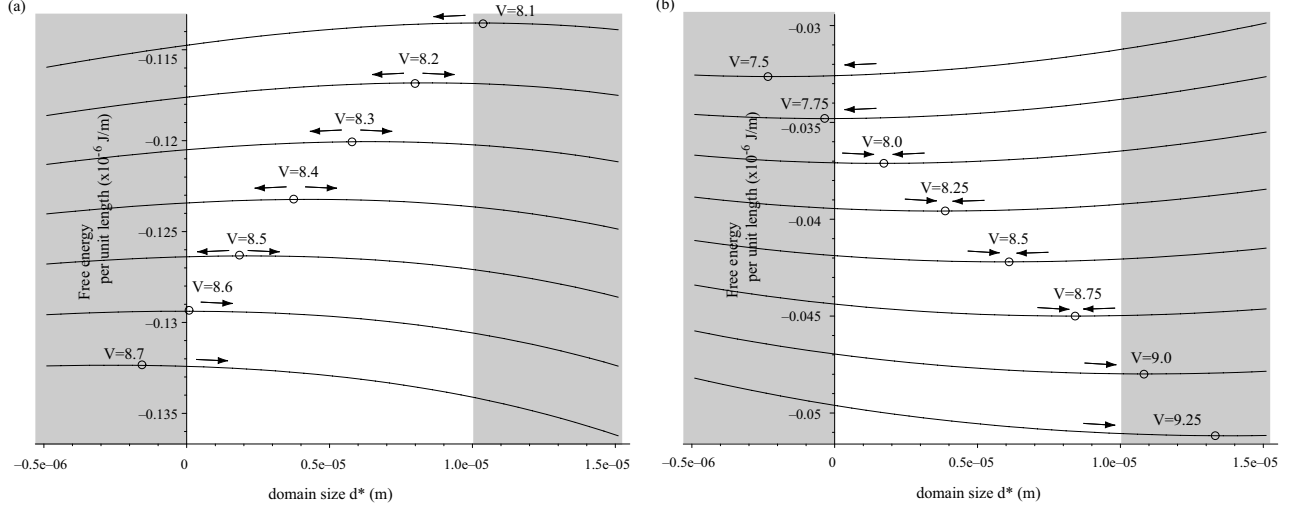 (a)
V=8.1
−0.115
V=8.2
−0.12
V=8.3
V=8.4
−0.125
V=8.5
V=8.6
−0.13
V=8.7
−0.135
Free energy
per unit length (x10⁻⁶ J/m)
−0.5e−06
0
0.5e−05
1.0e−05
1.5e−05
domain size d* (m)
(b)
−0.03
V=7.5
V=7.75
−0.035
V=8.0
V=8.25
−0.04
V=8.5
V=8.75
−0.045
V=9.0
−0.05
V=9.25
Free energy
per unit length (x10⁻⁶ J/m)
−0.5e−06
0
0.5e−05
1.0e−05
1.5e−05
domain size d* (m)